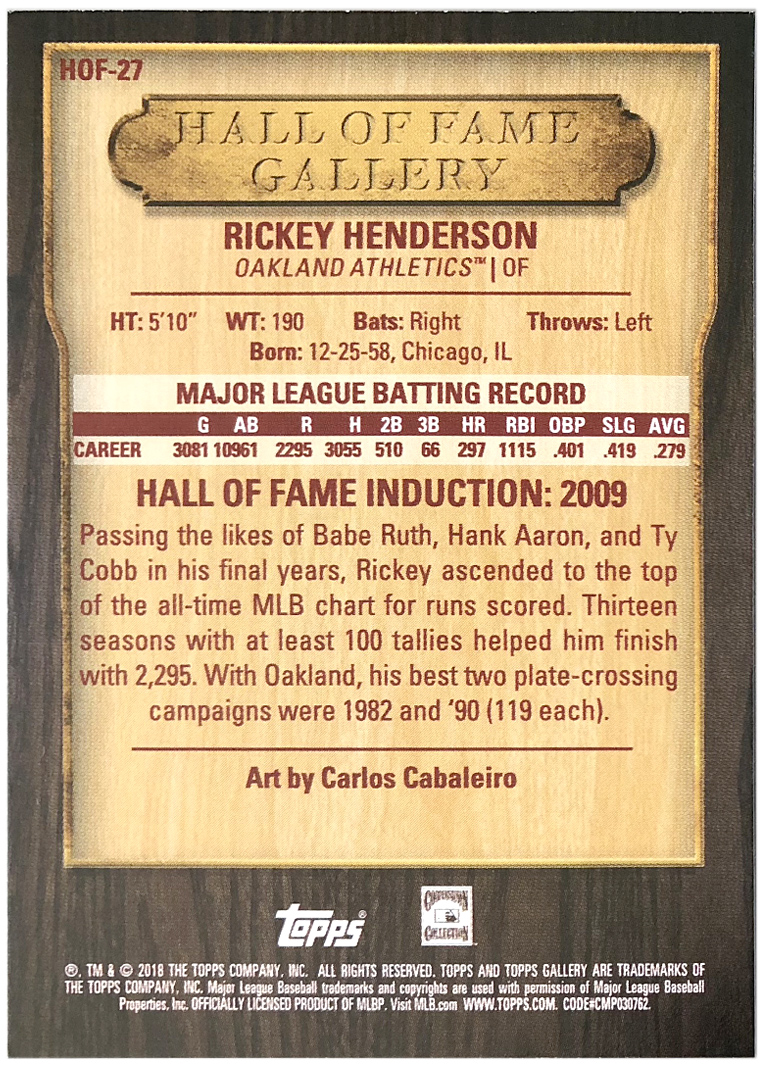 HOF-27
HALL OF FAME
GALLERY
RICKEY HENDERSON
OAKLAND ATHLETICS™ | OF
HT: 5'10" WT: 190 Bats: Right Throws: Left
Born: 12-25-58, Chicago, IL
MAJOR LEAGUE BATTING RECORD
G AB R H 2B 3B HR RBI OBP SLG AVG
CAREER 3081 10961 2295 3055 510 66 297 1115 .401 .419 .279
HALL OF FAME INDUCTION: 2009
Passing the likes of Babe Ruth, Hank Aaron, and Ty
Cobb in his final years, Rickey ascended to the top
of the all-time MLB chart for runs scored. Thirteen
seasons with at least 100 tallies helped him finish
with 2,295. With Oakland, his best two plate-crossing
campaigns were 1982 and '90 (119 each).
Art by Carlos Cabaleiro
Topps®
COOPERSTOWN
COLLECTION
®, TM & © 2018 THE TOPPS COMPANY, INC. ALL RIGHTS RESERVED. TOPPS AND TOPPS GALLERY ARE TRADEMARKS OF
THE TOPPS COMPANY, INC. Major League Baseball trademarks and copyrights are used with permission of Major League Baseball
Properties, Inc. OFFICIALLY LICENSED PRODUCT OF MLBP. Visit MLB.com WWW.TOPPS.COM. CODE#CMP030762.